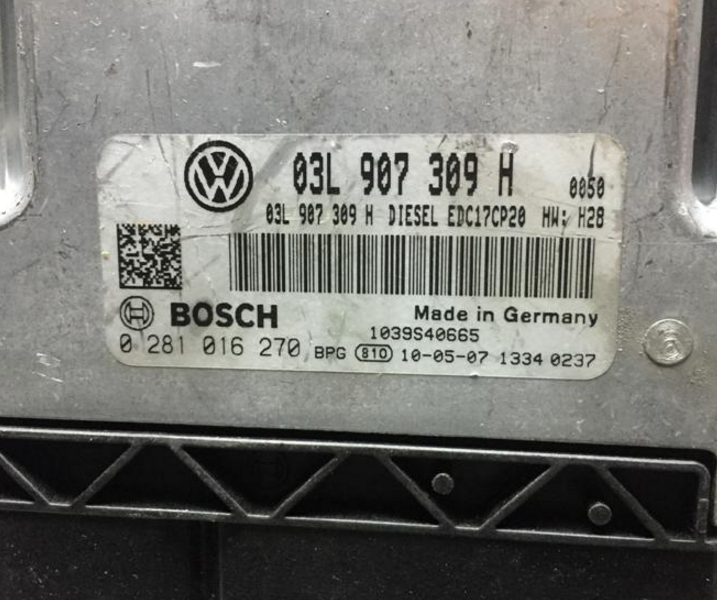 03L 907 309 H 0050
03L 907 309 H DIESEL EDC17CP20 HW: H28
BOSCH Made in Germany
1039S40665
0 281 016 270 BPG 810 10-05-07 1334 0237